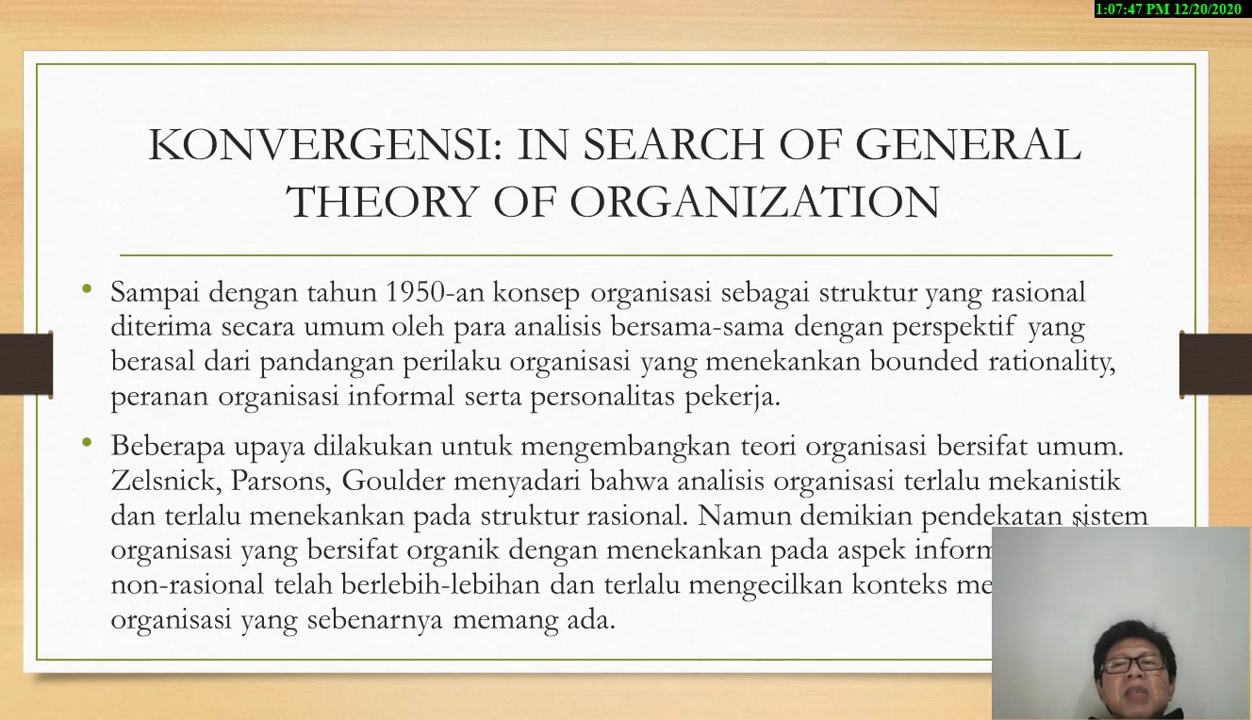 1:07:47 PM 12/20/2020
KONVERGENSI: IN SEARCH OF GENERAL
THEORY OF ORGANIZATION
• Sampai dengan tahun 1950-an konsep organisasi sebagai struktur yang rasional
diterima secara umum oleh para analisis bersama-sama dengan perspektif yang
berasal dari pandangan perilaku organisasi yang menekankan bounded rationality,
peranan organisasi informal serta personalitas pekerja.
• Beberapa upaya dilakukan untuk mengembangkan teori organisasi bersifat umum.
Zelsnick, Parsons, Goulder menyadari bahwa analisis organisasi terlalu mekanistik
dan terlalu menekankan pada struktur rasional. Namun demikian pendekatan sistem
organisasi yang bersifat organik dengan menekankan pada aspek
non-rasional telah berlebih-lebihan dan terlalu mengecilkan konteks
organisasi yang sebenarnya memang ada.